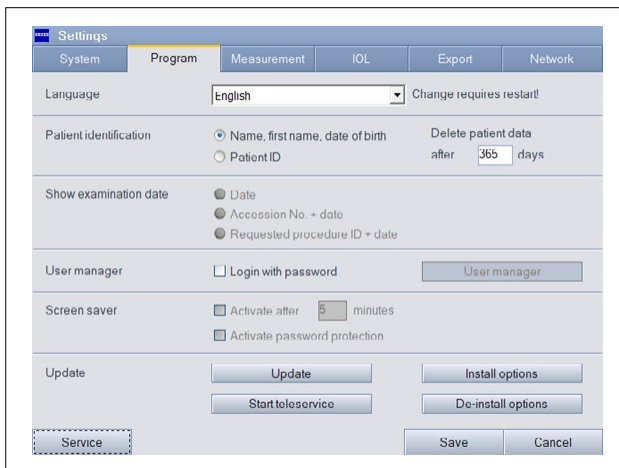 Settings
System Program Measurement IOL Export Network
Language English Change requires restart!
Patient identification Name, first name, date of birth Delete patient data
Patient ID after 365 days
Show examination date Date
Accession No. + date
Requested procedure ID + date
User manager Login with password User manager
Screen saver Activate after 5 minutes
Activate password protection
Update Update Install options
Start teleservice De-install options
Service Save Cancel